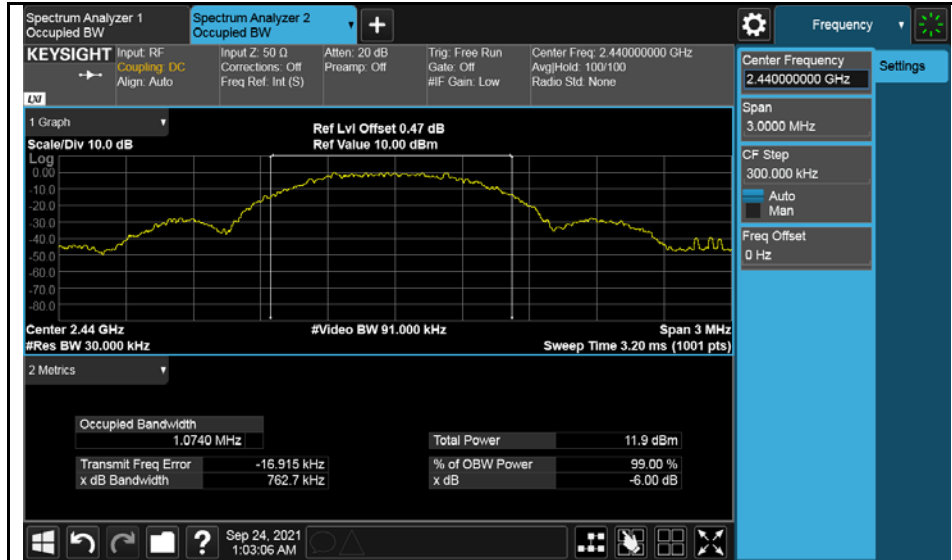 Spectrum Analyzer 1
Occupied BW
Spectrum Analyzer 2
Occupied BW
Frequency
KEYSIGHT
LXI
Input: RF
Coupling: DC
Align: Auto
Input Z: 50 Ω
Corrections: Off
Freq Ref: Int (S)
Atten: 20 dB
Preamp: Off
Trig: Free Run
Gate: Off
#IF Gain: Low
Center Freq: 2.440000000 GHz
Avg|Hold: 100/100
Radio Std: None
Center Frequency
2.440000000 GHz
Settings
Span
3.0000 MHz
CF Step
300.000 kHz
Auto
Man
Freq Offset
0 Hz
1 Graph
Scale/Div 10.0 dB
Ref Lvl Offset 0.47 dB
Ref Value 10.00 dBm
Log
0.00
-10.0
-20.0
-30.0
-40.0
-50.0
-60.0
-70.0
-80.0
Center 2.44 GHz
#Video BW 91.000 kHz
Span 3 MHz
#Res BW 30.000 kHz
Sweep Time 3.20 ms (1001 pts)
2 Metrics
Occupied Bandwidth
1.0740 MHz
Total Power 11.9 dBm
Transmit Freq Error -16.915 kHz
% of OBW Power 99.00 %
x dB Bandwidth 762.7 kHz
x dB -6.00 dB
?
Sep 24, 2021
1:03:06 AM